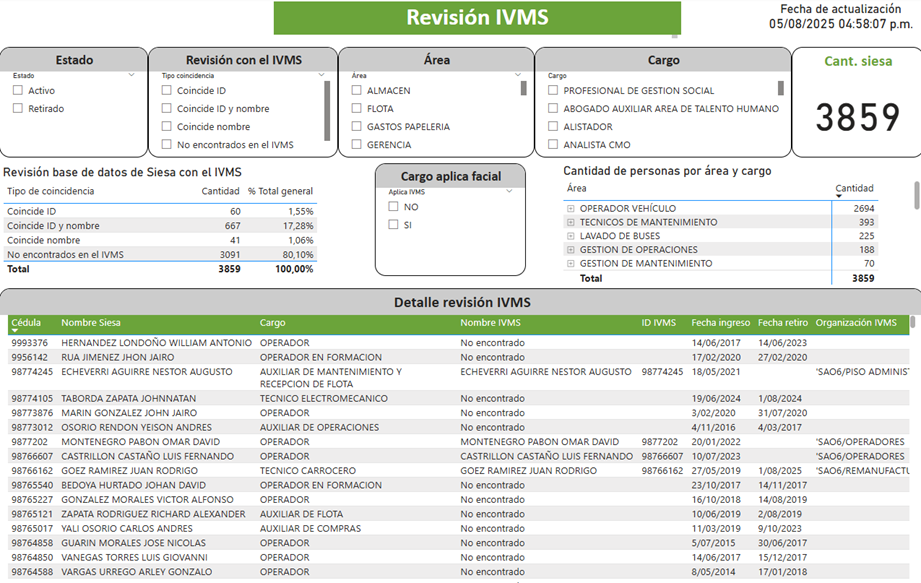 Revisión IVMS
Fecha de actualización
05/08/2025 04:58:07 p.m.
Estado
Estado
Activo
Retirado
Revisión con el IVMS
Tipo coincidencia
Coincide ID
Coincide ID y nombre
Coincide nombre
No encontrados en el IVMS
Área
Área
ALMACEN
FLOTA
GASTOS PAPELERIA
GERENCIA
Cargo
Cargo
PROFESIONAL DE GESTION SOCIAL
ABOGADO AUXILIAR AREA DE TALENTO HUMANO
ALISTADOR
ANALISTA CMO
Cant. siesa
3859
Revisión base de datos de Siesa con el IVMS
Tipo de coincidencia Cantidad % Total general
Coincide ID 60 1,55%
Coincide ID y nombre 667 17,28%
Coincide nombre 41 1,06%
No encontrados en el IVMS 3091 80,10%
Total 3859 100,00%
Cargo aplica facial
Aplica IVMS
NO
SI
Cantidad de personas por área y cargo
Área Cantidad
OPERADOR VEHÍCULO 2694
TECNICOS DE MANTENIMIENTO 393
LAVADO DE BUSES 225
GESTION DE OPERACIONES 188
GESTION DE MANTENIMIENTO 70
Total 3859
Detalle revisión IVMS
Cédula Nombre Siesa Cargo Nombre IVMS ID IVMS Fecha ingreso Fecha retiro Organización IVMS
9993376 HERNANDEZ LONDOÑO WILLIAM ANTONIO OPERADOR No encontrado 14/06/2017 14/06/2023
9956142 RUA JIMENEZ JHON JAIRO OPERADOR EN FORMACION No encontrado 17/02/2020 27/02/2020
98774245 ECHEVERRI AGUIRRE NESTOR AUGUSTO AUXILIAR DE MANTENIMIENTO Y ECHEVERRI AGUIRRE NESTOR AUGUSTO 98774245 18/05/2021 'SAO6/PISO ADMINIS
RECEPCION DE FLOTA
98774105 TABORDA ZAPATA JOHNNATAN TECNICO ELECTROMECANICO No encontrado 19/06/2024 1/08/2024
98773876 MARIN GONZALEZ JOHN JAIRO OPERADOR No encontrado 3/02/2020 31/07/2020
98773012 OSORIO RENDON YEISON ANDRES AUXILIAR DE OPERACIONES No encontrado 4/11/2016 4/03/2017
9877202 MONTENEGRO PABON OMAR DAVID OPERADOR MONTENEGRO PABON OMAR DAVID 9877202 20/01/2022 'SAO6/OPERADORES
98766607 CASTRILLON CASTAÑO LUIS FERNANDO OPERADOR CASTRILLON CASTAÑO LUIS FERNANDO 98766607 10/07/2023 'SAO6/OPERADORES
98766162 GOEZ RAMIREZ JUAN RODRIGO TECNICO CARROCERO GOEZ RAMIREZ JUAN RODRIGO 98766162 27/05/2019 1/08/2025 'SAO6/REMANUFACTU
98765540 BEDOYA HURTADO JOHAN DAVID OPERADOR EN FORMACION No encontrado 23/10/2017 14/11/2017
98765227 GONZALEZ MORALES VICTOR ALFONSO OPERADOR No encontrado 16/10/2018 14/08/2019
98765121 ZAPATA RODRIGUEZ RICHARD ALEXANDER AUXILIAR DE FLOTA No encontrado 10/06/2019 2/08/2019
98765017 YALI OSORIO CARLOS ANDRES AUXILIAR DE COMPRAS No encontrado 11/03/2019 9/10/2023
98764858 GUARIN MORALES JOSE NICOLAS OPERADOR No encontrado 5/07/2015 30/06/2017
98764850 VANEGAS TORRES LUIS GIOVANNI OPERADOR No encontrado 14/06/2017 15/12/2017
98764588 VARGAS URREGO ARLEY GONZALO OPERADOR No encontrado 8/05/2014 17/01/2018